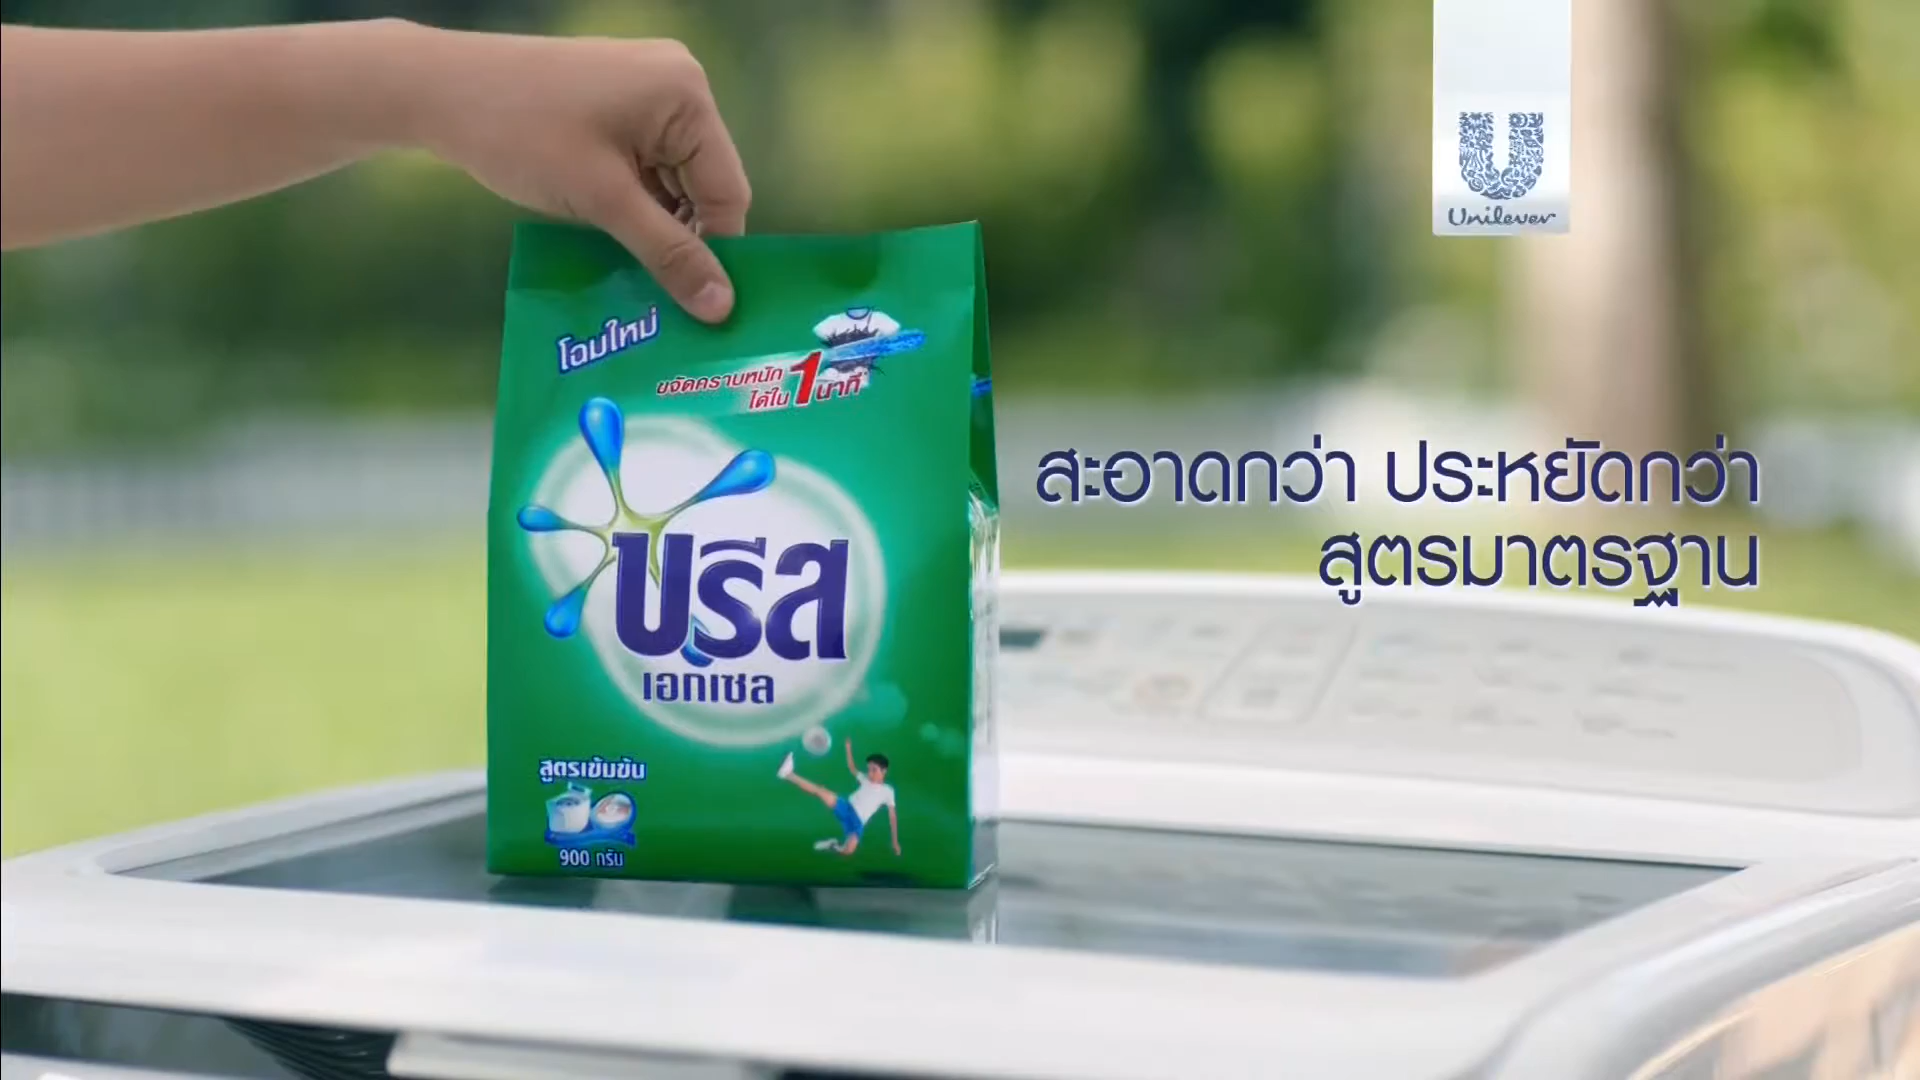 Unilever
โฉมใหม่
ขจัดคราบหนัก
ได้ใน 1 นาที
บรีส
เอกเซล
สูตรเข้มข้น
900 กรัม
สะอาดกว่า ประหยัดกว่า
สูตรมาตรฐาน